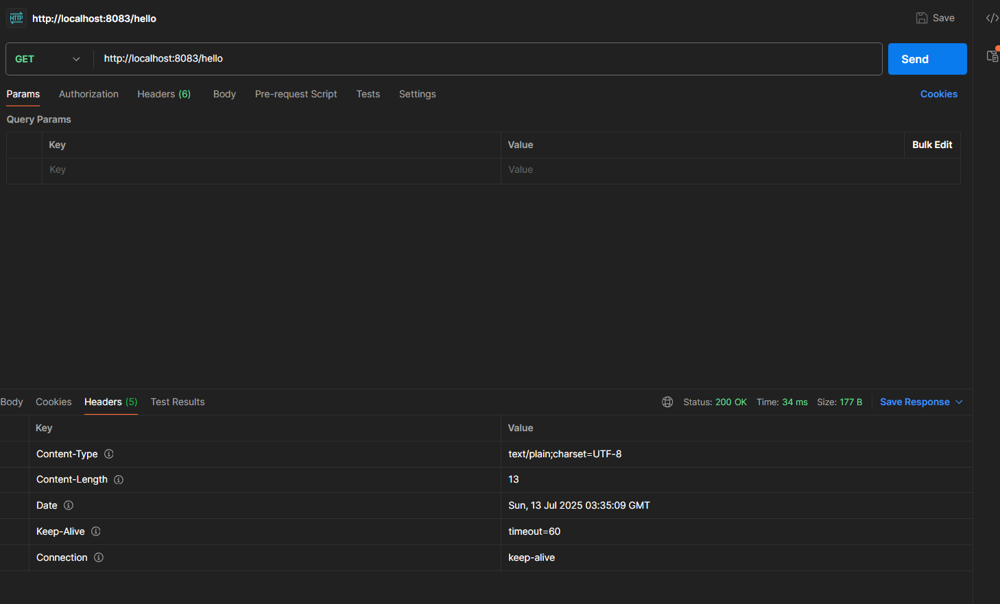 HTTP http://localhost:8083/hello Save
GET http://localhost:8083/hello Send
Params Authorization Headers (6) Body Pre-request Script Tests Settings Cookies
Query Params
Key Value Bulk Edit
Key Value
Body Cookies Headers (5) Test Results Status: 200 OK Time: 34 ms Size: 177 B Save Response
Key Value
Content-Type text/plain;charset=UTF-8
Content-Length 13
Date Sun, 13 Jul 2025 03:35:09 GMT
Keep-Alive timeout=60
Connection keep-alive